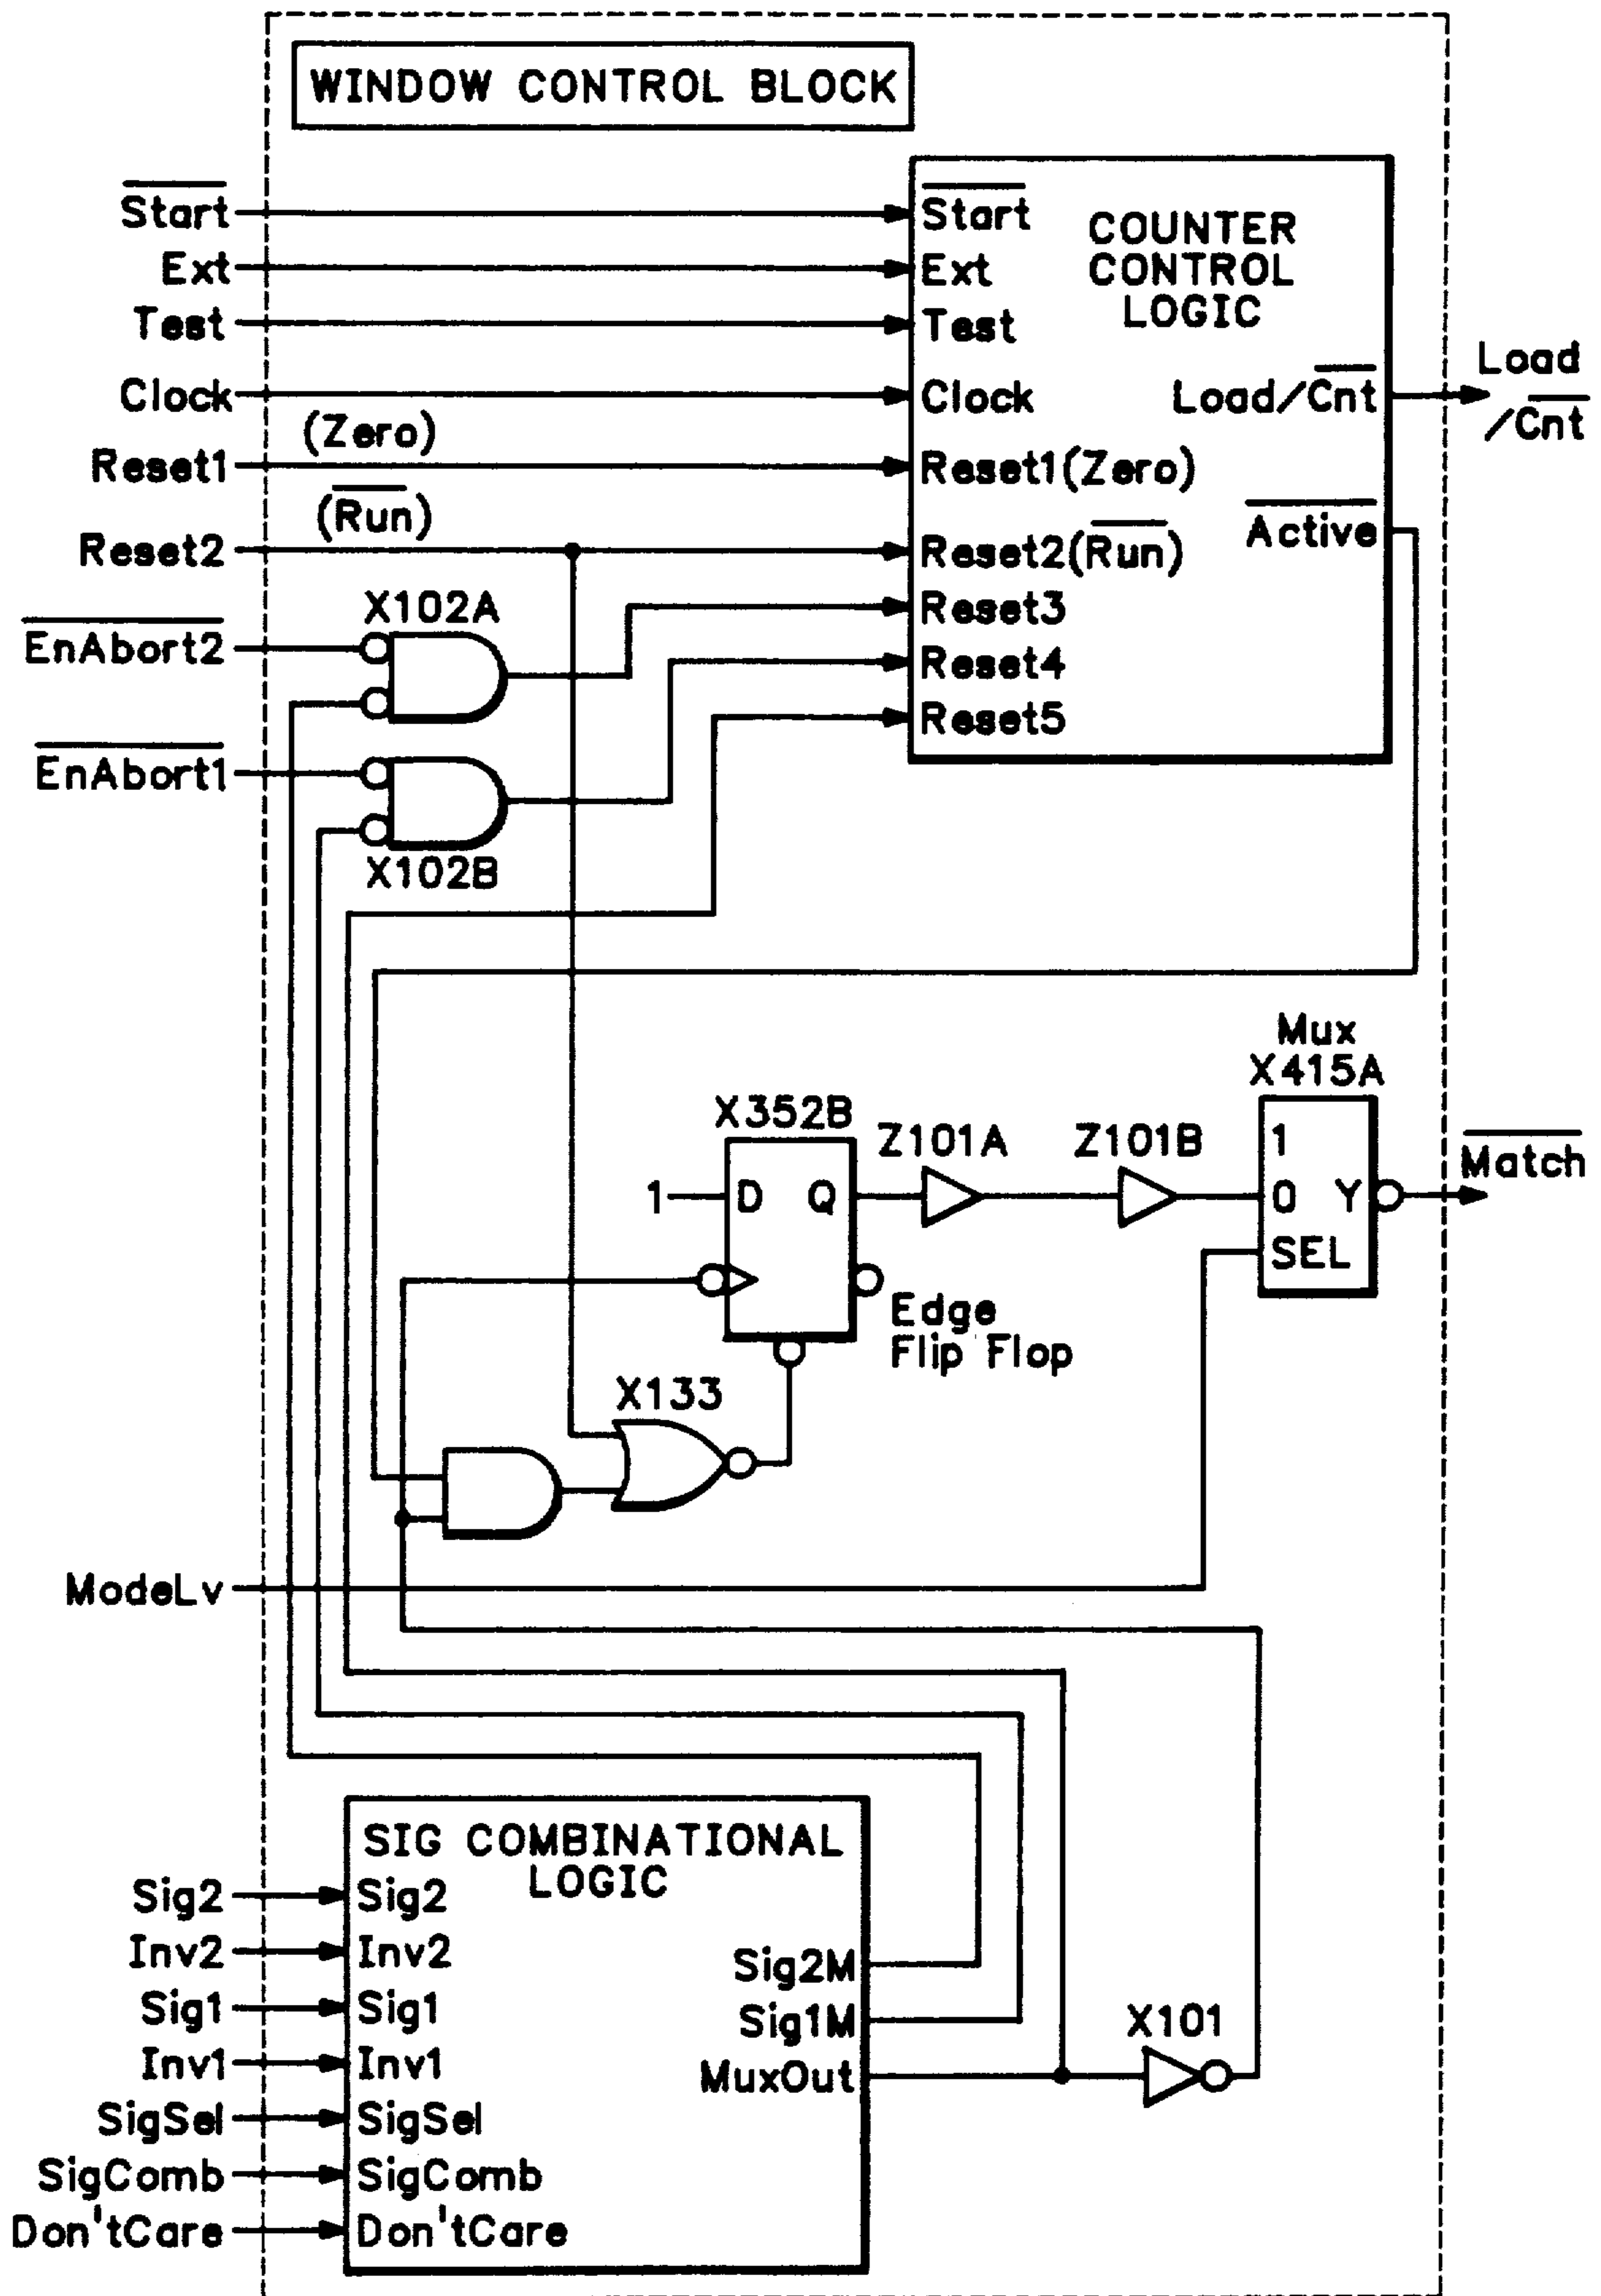 WINDOW CONTROL BLOCK
Start
Ext
Test
Clock
Reset1
(Zero)
Reset2
(Run)
EnAbort2
EnAbort1
X102A
X102B
COUNTER
CONTROL
LOGIC
Start
Ext
Test
Clock
Reset1(Zero)
Reset2(Run)
Reset3
Reset4
Reset5
Load/Cnt
Active
Load
/Cnt
Mux
X415A
1
0 Y
SEL
Match
X352B
1
D Q
Z101A
Z101B
Edge
Flip Flop
X133
ModeLv
SIG COMBINATIONAL
LOGIC
Sig2
Inv2
Sig1
Inv1
SigSel
SigComb
Don'tCare
Sig2
Inv2
Sig1
Inv1
SigSel
SigComb
Don'tCare
Sig2M
Sig1M
MuxOut
X101